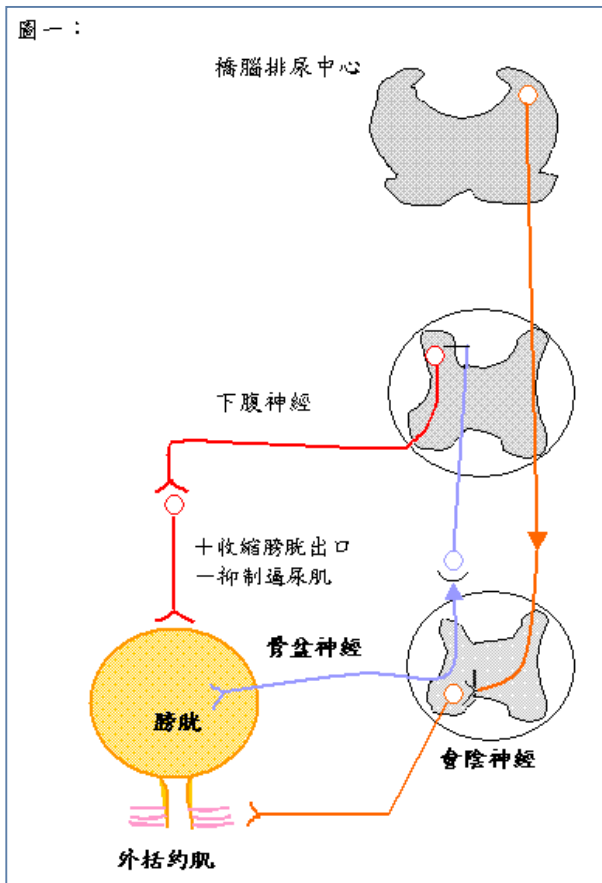 圖一：
橋腦排尿中心
下腹神經
＋收縮膀胱出口
－抑制逼尿肌
骨盆神經
膀胱
會陰神經
外括約肌